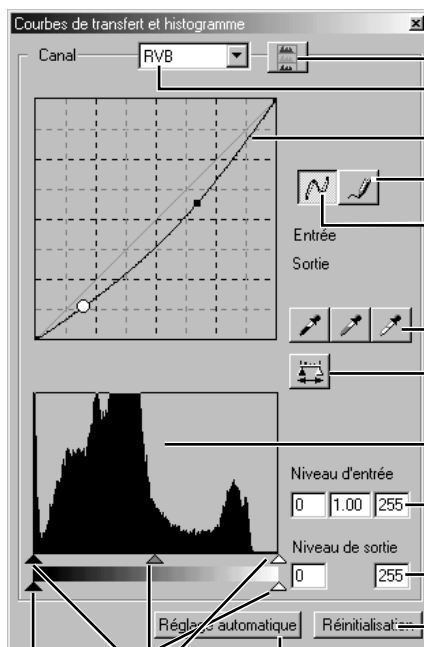 Courbes de transfert et histogramme
Canal
RVB
Entrée
Sortie
Niveau d'entrée
0 1.00 255
Niveau de sortie
0 255
Réglage automatique Réinitialisation